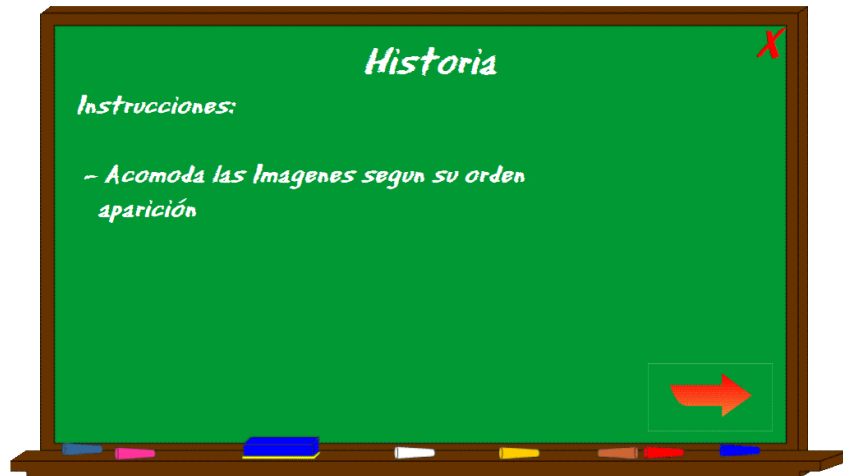 Historia
X
Instrucciones:
- Acomoda las Imagenes segun su orden
aparición